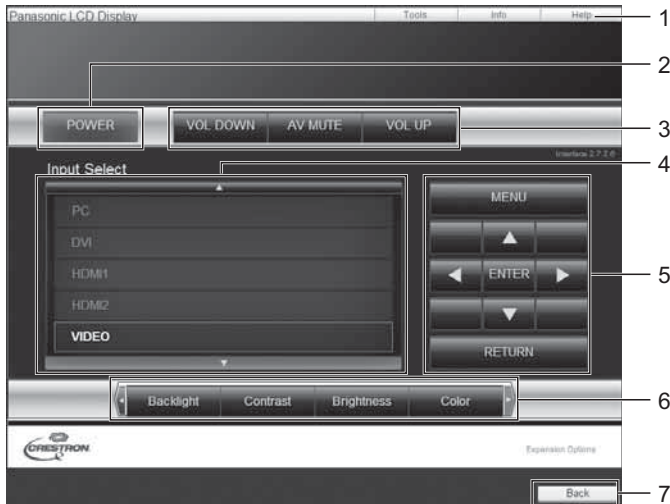 Panasonic LCD Display Tools Info Help 1
2
POWER VOL DOWN AV MUTE VOL UP 3
Interface 2.7.2.6
Input Select 4
PC
DVI
HDMI1
HDMI2
VIDEO
MENU
ENTER 5
RETURN
Backlight Contrast Brightness Color 6
CRESTRON Expansion Options
Back 7